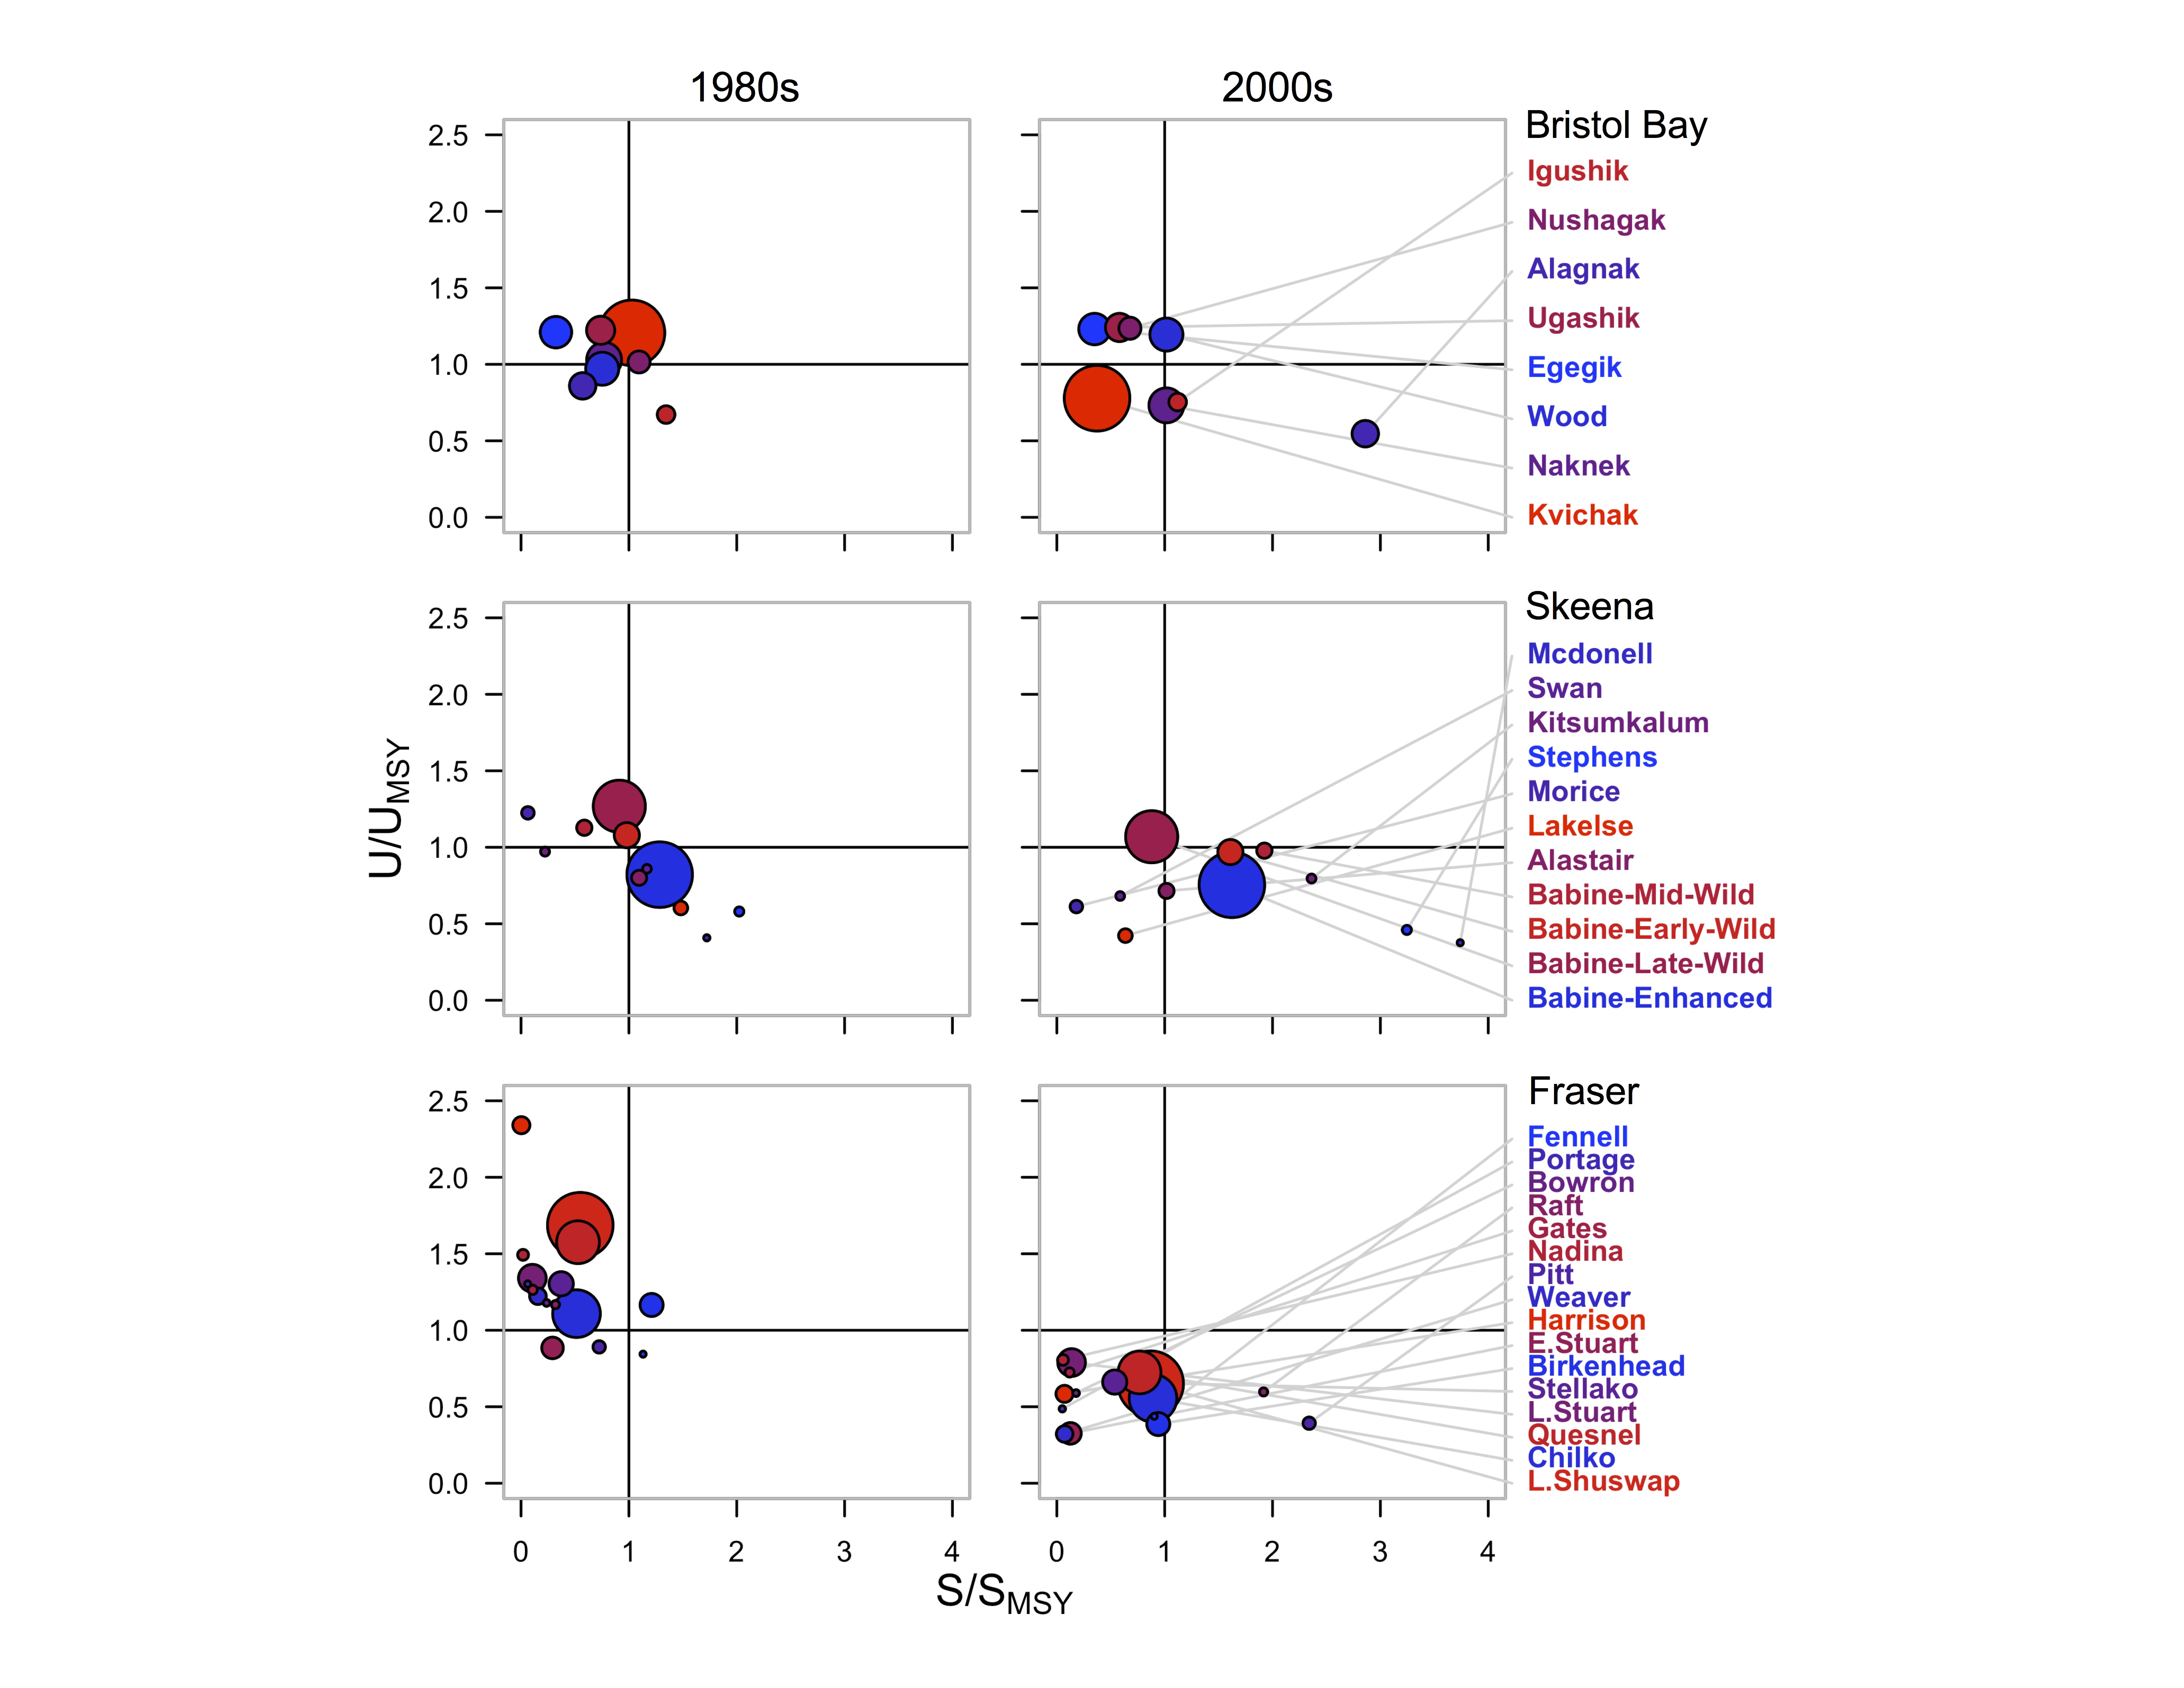 1980s 2000s
Bristol Bay
2.5
2.0
1.5
1.0
0.5
0.0
Igushik
Nushagak
Alagnak
Ugashik
Egegik
Wood
Naknek
Kvichak
Skeena
2.5
2.0
1.5
1.0
0.5
0.0
Mcdonell
Swan
Kitsumkalum
Stephens
Morice
Lakelse
Alastair
Babine-Mid-Wild
Babine-Early-Wild
Babine-Late-Wild
Babine-Enhanced
U/UMSY
Fraser
2.5
2.0
1.5
1.0
0.5
0.0
Fennell
Portage
Bowron
Raft
Gates
Nadina
Pitt
Weaver
Harrison
E.Stuart
Birkenhead
Stellako
L.Stuart
Quesnel
Chilko
L.Shuswap
0 1 2 3 4 0 1 2 3 4
S/SMSY